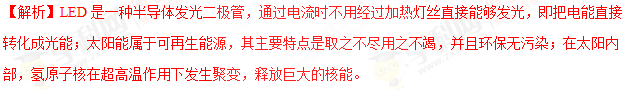 【解析】LED 是一种半导体发光二极管，通过电流时不用经过加热灯丝直接能够发光，即把电能直接
转化成光能；太阳能属于可再生能源，其主要特点是取之不尽用之不竭，并且环保无污染；在太阳内
部，氢原子核在超高温作用下发生聚变，释放巨大的核能。